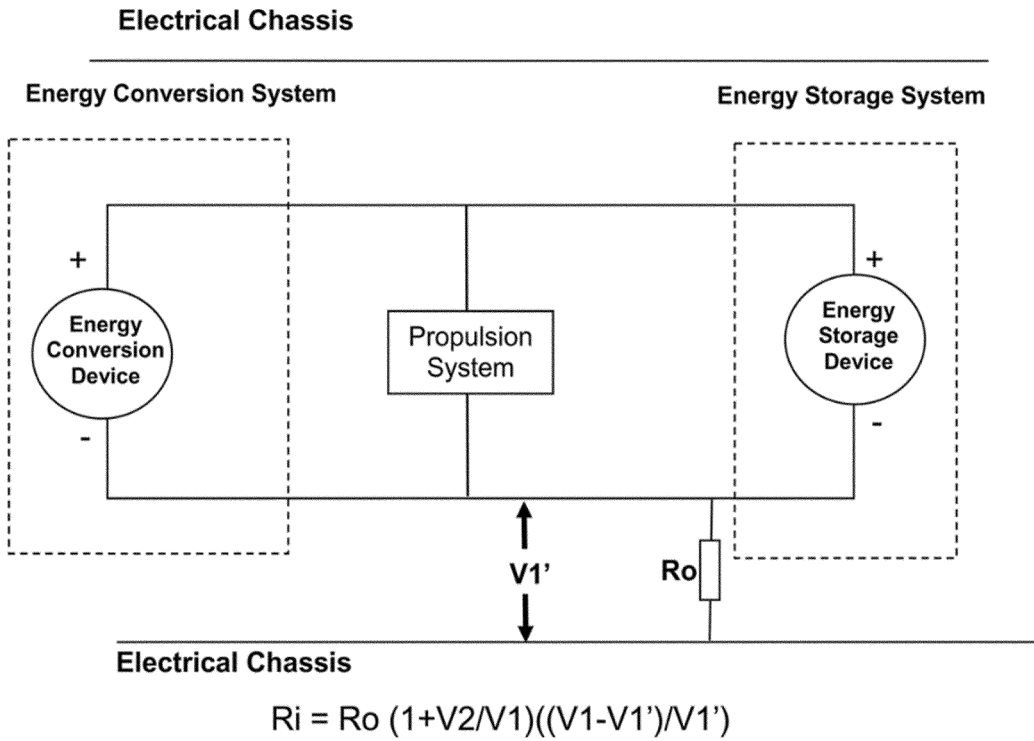 Electrical Chassis
Energy Conversion System
Energy Storage System
+
+
Energy
Conversion
Device
Propulsion
System
Energy
Storage
Device
-
-
V1’
Ro
Electrical Chassis
Ri = Ro (1+V2/V1)((V1-V1’)/V1’)